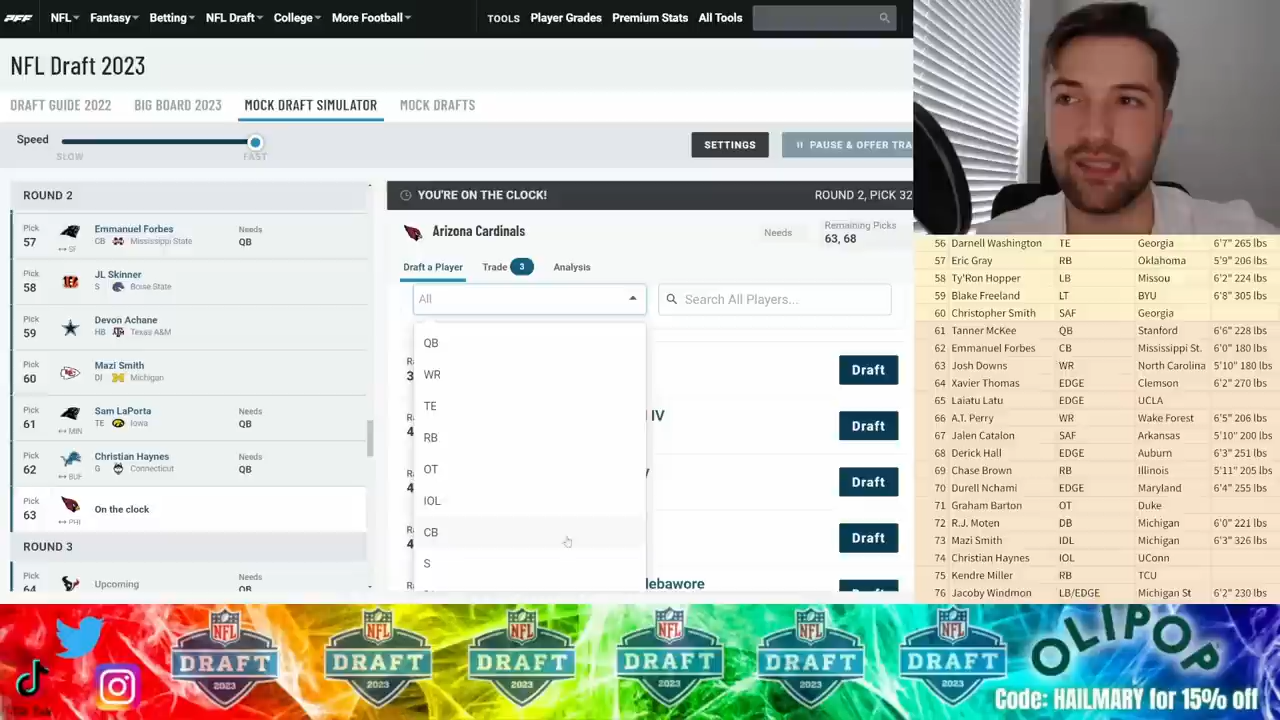 PFF NFL Fantasy Betting NFL Draft College More Football TOOLS Player Grades Premium Stats All Tools
NFL Draft 2023
DRAFT GUIDE 2022 BIG BOARD 2023 MOCK DRAFT SIMULATOR MOCK DRAFTS
Speed
SLOW FAST
SETTINGS
PAUSE & OFFER TRA
ROUND 2
Pick 57
Emmanuel Forbes
CB Mississippi State
Needs
QB
SF
Pick 58
JL Skinner
S Boise State
Pick 59
Devon Achane
HB Texas A&M
Pick 60
Mazi Smith
DI Michigan
Pick 61
Sam LaPorta
TE Iowa
Needs
QB
MIN
Pick 62
Christian Haynes
G Connecticut
Needs
QB
BUF
Pick 63
On the clock
PHI
ROUND 3
Pick 64
Upcoming
Needs
QB
YOU'RE ON THE CLOCK!
ROUND 2, PICK 32
Arizona Cardinals
Needs
Remaining Picks
63, 68
Draft a Player Trade 3 Analysis
All
Search All Players...
QB
WR
TE
RB
OT
IOL
CB
S
Draft
IV
Draft
Draft
Draft
lebawore
56 Darnell Washington TE Georgia 6'7" 265 lbs
57 Eric Gray RB Oklahoma 5'9" 206 lbs
58 Ty'Ron Hopper LB Missou 6'2" 224 lbs
59 Blake Freeland LT BYU 6'8" 305 lbs
60 Christopher Smith SAF Georgia
61 Tanner McKee QB Stanford 6'6" 228 lbs
62 Emmanuel Forbes CB Mississippi St. 6'0" 180 lbs
63 Josh Downs WR North Carolina 5'10" 180 lbs
64 Xavier Thomas EDGE Clemson 6'2" 270 lbs
65 Laiatu Latu EDGE UCLA
66 A.T. Perry WR Wake Forest 6'5" 206 lbs
67 Jalen Catalon SAF Arkansas 5'10" 200 lbs
68 Derick Hall EDGE Auburn 6'3" 251 lbs
69 Chase Brown RB Illinois 5'11" 205 lbs
70 Durell Nchami EDGE Maryland 6'4" 255 lbs
71 Graham Barton OT Duke
72 R.J. Moten DB Michigan 6'0" 221 lbs
73 Mazi Smith IDL Michigan 6'3" 326 lbs
74 Christian Haynes IOL UConn
75 Kendre Miller RB TCU
76 Jacoby Windmon LB/EDGE Michigan St 6'2" 230 lbs
NFL DRAFT 2023
NFL DRAFT 2023
NFL DRAFT 2023
NFL DRAFT 2023
NFL DRAFT 2023
NFL DRAFT 2023
OLIPOP
Code: HAILMARY for 15% off